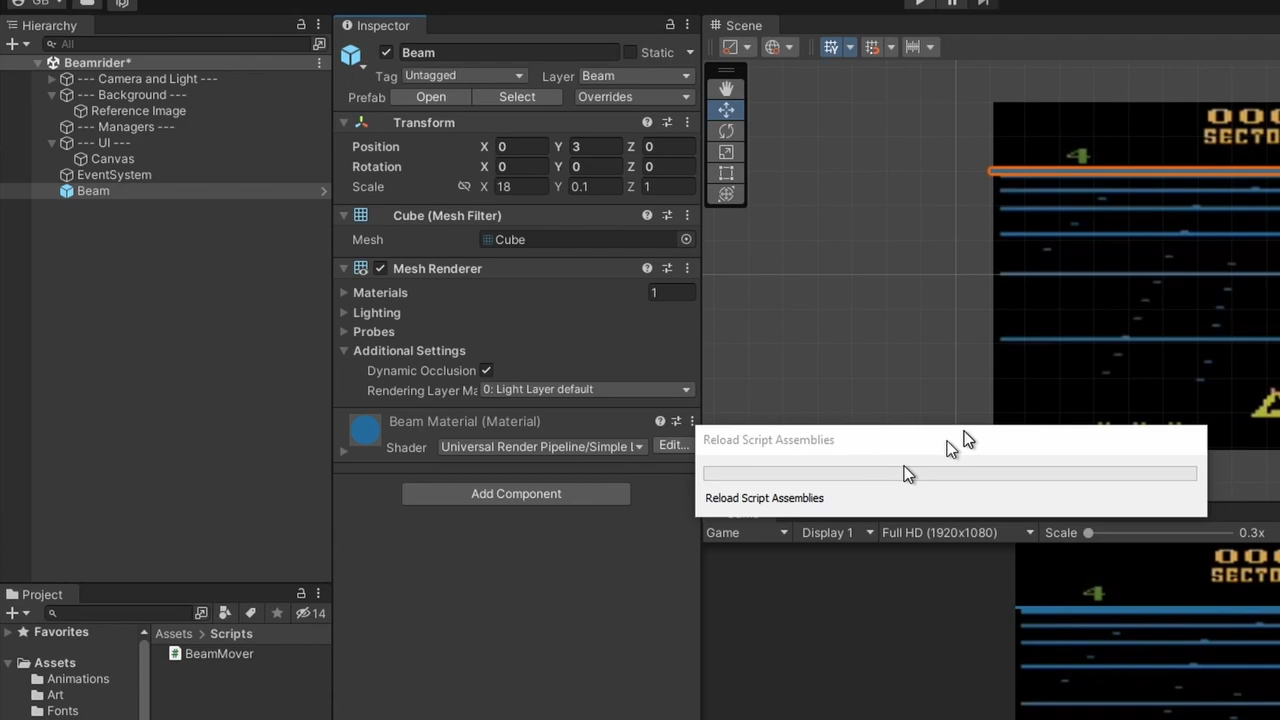 GB
Hierarchy
All
Beamrider*
--- Camera and Light ---
--- Background ---
Reference Image
--- Managers ---
--- UI ---
Canvas
EventSystem
Beam
Inspector
Beam
Static
Tag Untagged Layer Beam
Prefab Open Select Overrides
Transform
Position X 0 Y 3 Z 0
Rotation X 0 Y 0 Z 0
Scale X 18 Y 0.1 Z 1
Cube (Mesh Filter)
Mesh Cube
Mesh Renderer
Materials 1
Lighting
Probes
Additional Settings
Dynamic Occlusion
Rendering Layer Ma 0: Light Layer default
Beam Material (Material)
Shader Universal Render Pipeline/Simple L Edit...
Add Component
Scene
SECTO
4
Reload Script Assemblies
Reload Script Assemblies
Game Display 1 Full HD (1920x1080) Scale 0.3x
SECTO
4
Project
14
Favorites
Assets
Animations
Art
Fonts
Assets > Scripts
BeamMover